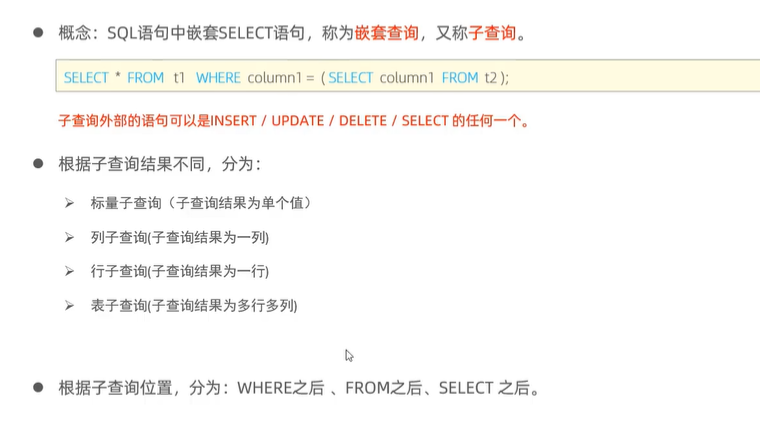 概念：SQL语句中嵌套SELECT语句，称为嵌套查询，又称子查询。
SELECT * FROM t1 WHERE column1 = ( SELECT column1 FROM t2 );
子查询外部的语句可以是INSERT / UPDATE / DELETE / SELECT 的任何一个。
根据子查询结果不同，分为：
标量子查询（子查询结果为单个值）
列子查询(子查询结果为一列)
行子查询(子查询结果为一行)
表子查询(子查询结果为多行多列)
根据子查询位置，分为：WHERE之后 、FROM之后、SELECT 之后。